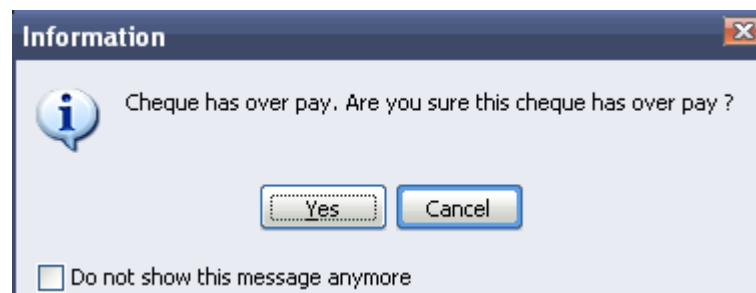 Information
Cheque has over pay. Are you sure this cheque has over pay ?
Yes
Cancel
Do not show this message anymore